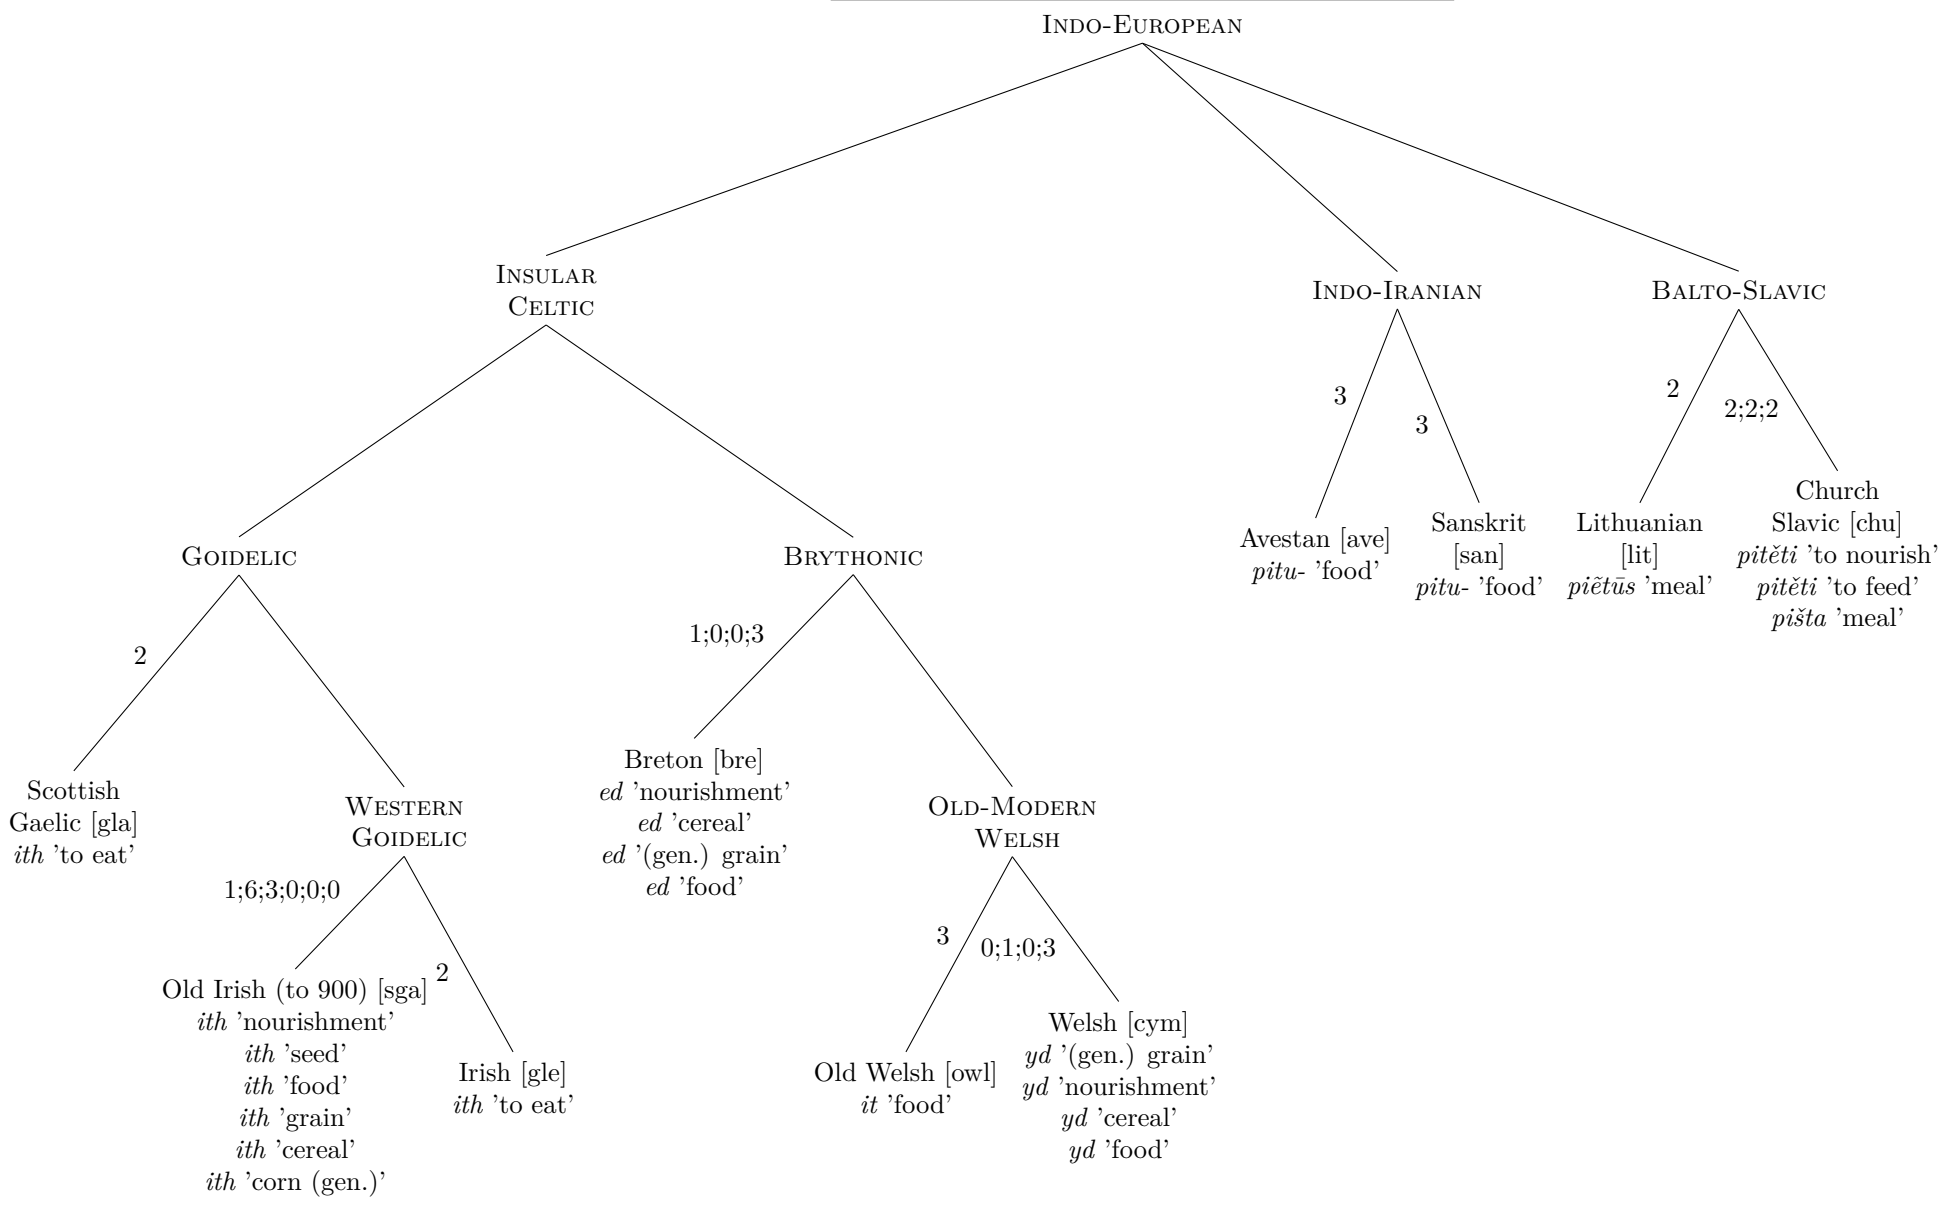 INDO-EUROPEAN
INSULAR
CELTIC
INDO-IRANIAN
BALTO-SLAVIC
3
3
2
2;2;2
GOIDELIC
BRYTHONIC
Avestan [ave]
pitu- 'food'
Sanskrit
[san]
pitu- 'food'
Lithuanian
[lit]
piẽtūs 'meal'
Church
Slavic [chu]
pitěti 'to nourish'
pitěti 'to feed'
pišta 'meal'
2
1;0;0;3
Scottish
Gaelic [gla]
ith 'to eat'
WESTERN
GOIDELIC
Breton [bre]
ed 'nourishment'
ed 'cereal'
ed '(gen.) grain'
ed 'food'
OLD-MODERN
WELSH
1;6;3;0;0;0
2
3
0;1;0;3
Old Irish (to 900) [sga]
ith 'nourishment'
ith 'seed'
ith 'food'
ith 'grain'
ith 'cereal'
ith 'corn (gen.)'
Irish [gle]
ith 'to eat'
Old Welsh [owl]
it 'food'
Welsh [cym]
yd '(gen.) grain'
yd 'nourishment'
yd 'cereal'
yd 'food'